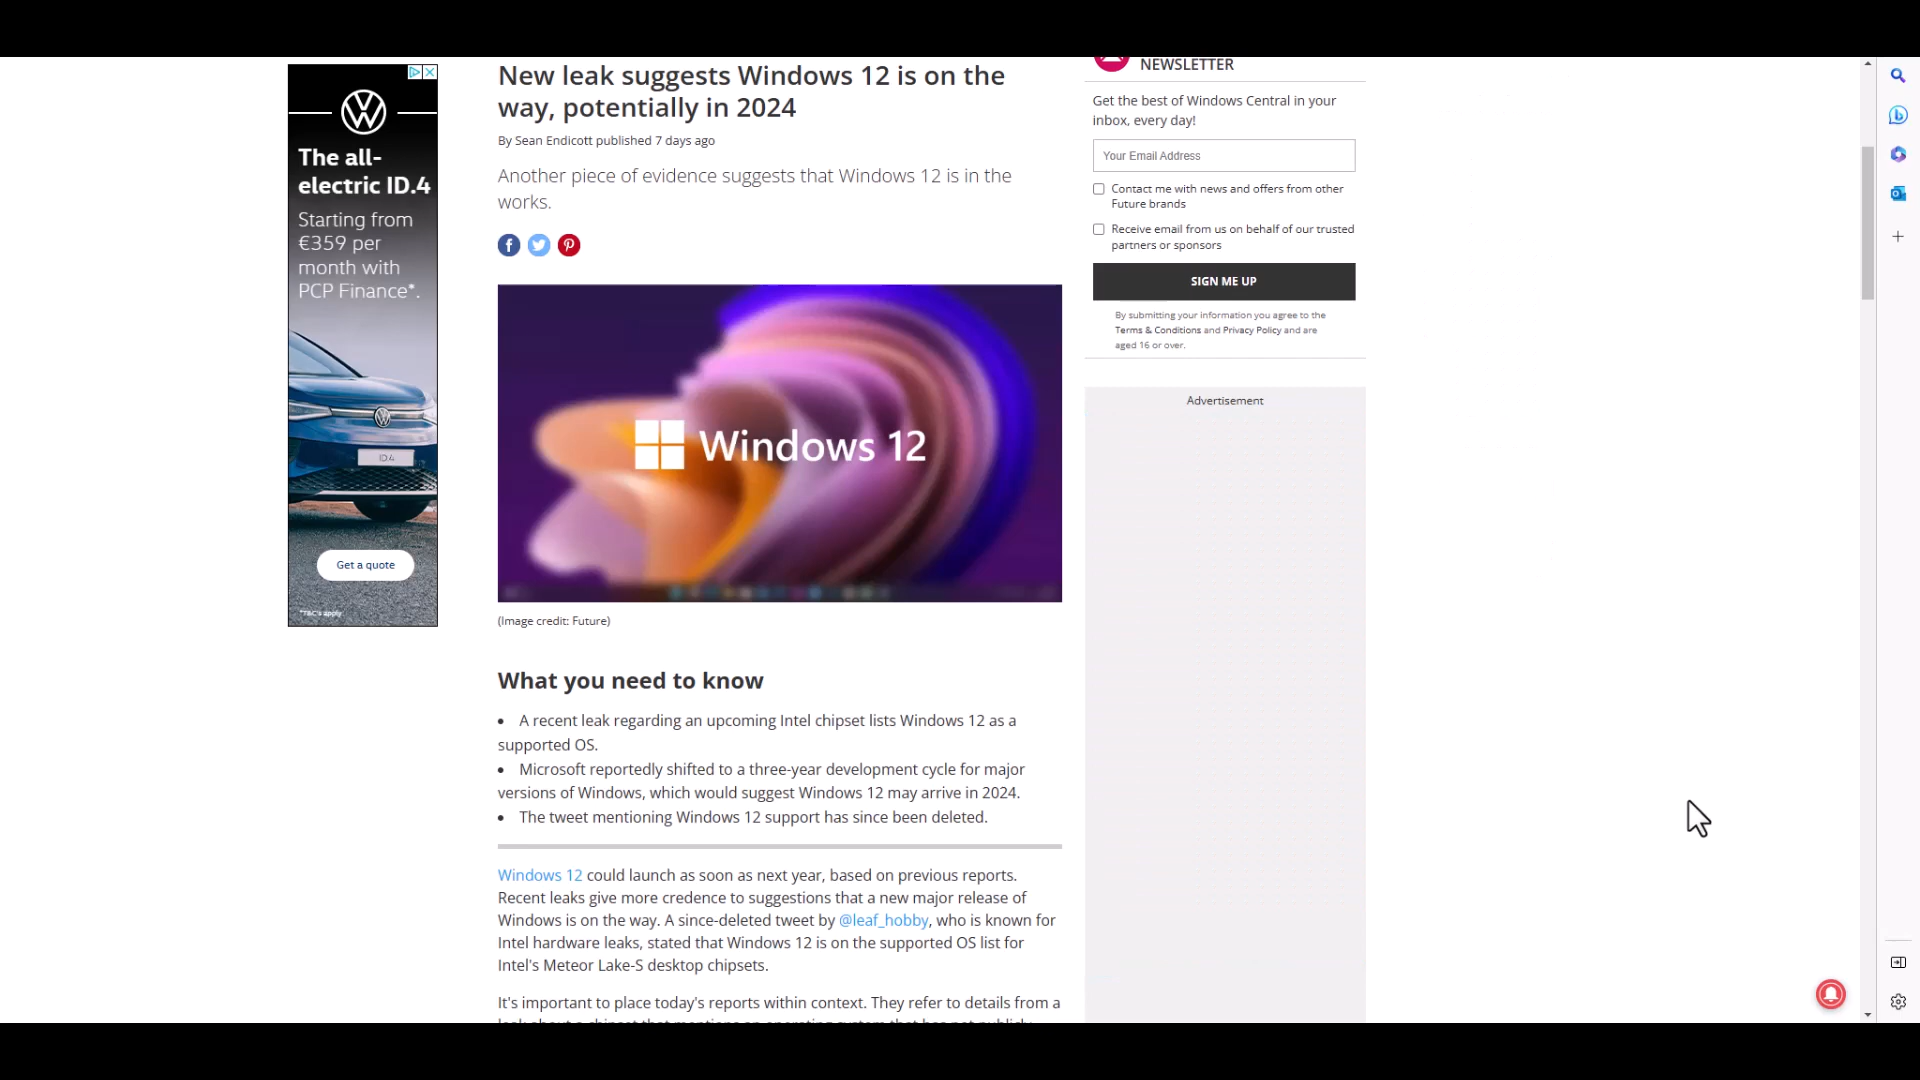 The all-
electric ID.4
Starting from
€359 per
month with
PCP Finance*.
ID.4
Get a quote
*T&C's apply
New leak suggests Windows 12 is on the
way, potentially in 2024
By Sean Endicott published 7 days ago
Another piece of evidence suggests that Windows 12 is in the
works.
Windows 12
(Image credit: Future)
What you need to know
• A recent leak regarding an upcoming Intel chipset lists Windows 12 as a
supported OS.
• Microsoft reportedly shifted to a three-year development cycle for major
versions of Windows, which would suggest Windows 12 may arrive in 2024.
• The tweet mentioning Windows 12 support has since been deleted.
Windows 12 could launch as soon as next year, based on previous reports.
Recent leaks give more credence to suggestions that a new major release of
Windows is on the way. A since-deleted tweet by @leaf_hobby, who is known for
Intel hardware leaks, stated that Windows 12 is on the supported OS list for
Intel's Meteor Lake-S desktop chipsets.
It's important to place today's reports within context. They refer to details from a
NEWSLETTER
Get the best of Windows Central in your
inbox, every day!
Your Email Address
Contact me with news and offers from other
Future brands
Receive email from us on behalf of our trusted
partners or sponsors
SIGN ME UP
By submitting your information you agree to the
Terms & Conditions and Privacy Policy and are
aged 16 or over.
Advertisement